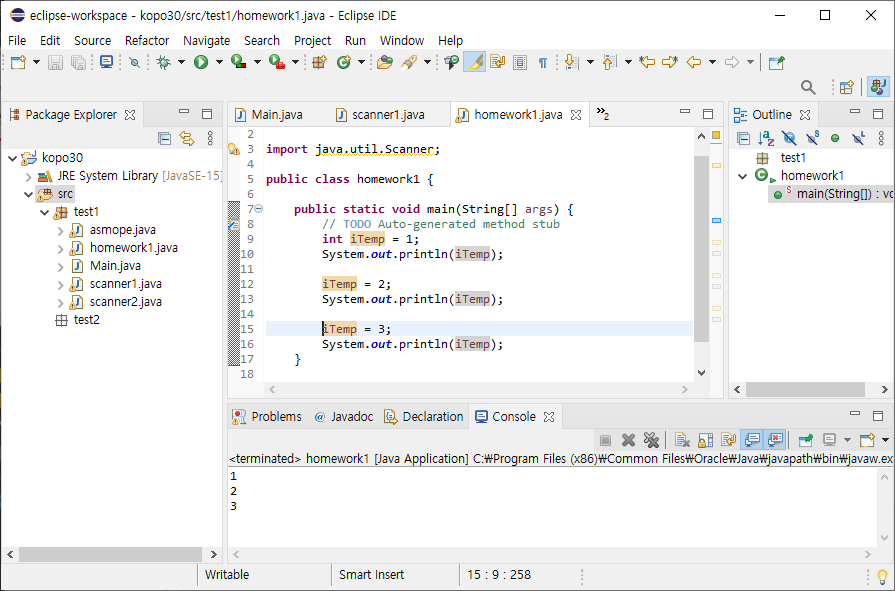 eclipse-workspace - kopo30/src/test1/homework1.java - Eclipse IDE
File Edit Source Refactor Navigate Search Project Run Window Help
Package Explorer
kopo30
JRE System Library [JavaSE-15]
src
test1
asmope.java
homework1.java
Main.java
scanner1.java
scanner2.java
test2
Main.java scanner1.java homework1.java »2
2
3 import java.util.Scanner;
4
5 public class homework1 {
6
7 public static void main(String[] args) {
8 // TODO Auto-generated method stub
9 int iTemp = 1;
10 System.out.println(iTemp);
11
12 iTemp = 2;
13 System.out.println(iTemp);
14
15 iTemp = 3;
16 System.out.println(iTemp);
17 }
18
Outline
test1
homework1
main(String[]) : vo
Problems @ Javadoc Declaration Console
<terminated> homework1 [Java Application] C:₩Program Files (x86)₩Common Files₩Oracle₩Java₩javapath₩bin₩javaw.ex
1
2
3
Writable Smart Insert 15 : 9 : 258